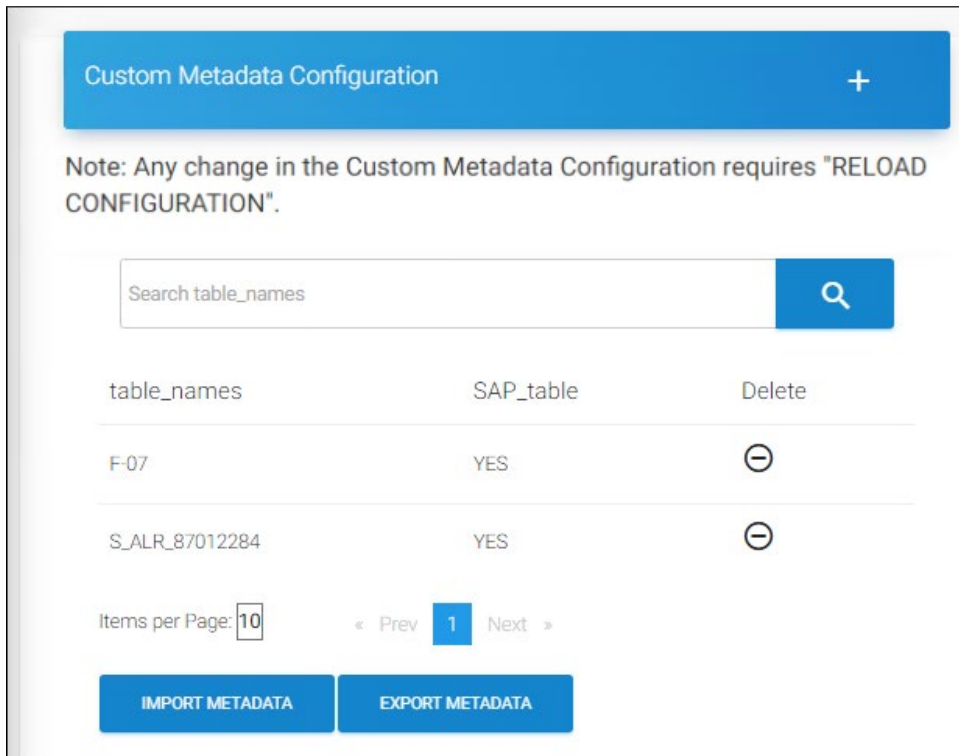 Custom Metadata Configuration +
Note: Any change in the Custom Metadata Configuration requires "RELOAD
CONFIGURATION".
Search table_names
table_names SAP_table Delete
F-07 YES
S_ALR_87012284 YES
Items per Page: 10 « Prev 1 Next »
IMPORT METADATA EXPORT METADATA